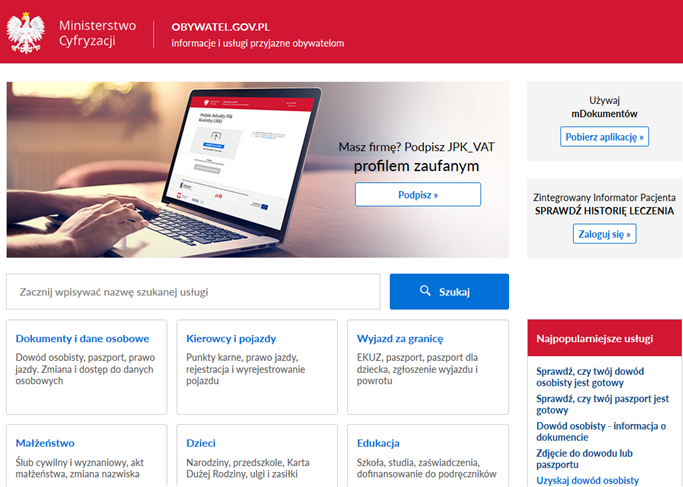 Ministerstwo
Cyfryzacji
OBYWATEL.GOV.PL
informacje i usługi przyjazne obywatelom
Masz firmę? Podpisz JPK_VAT
profilem zaufanym
Podpisz »
Używaj
mDokumentów
Pobierz aplikację »
Zintegrowany Informator Pacjenta
SPRAWDŹ HISTORIĘ LECZENIA
Zaloguj się »
Zacznij wpisywać nazwę szukanej usługi
Szukaj
Dokumenty i dane osobowe
Dowód osobisty, paszport, prawo
jazdy. Zmiana i dostęp do danych
osobowych
Kierowcy i pojazdy
Punkty karne, prawo jazdy,
rejestracja i wyrejestrowanie
pojazdu
Wyjazd za granicę
EKUZ, paszport, paszport dla
dziecka, zgłoszenie wyjazdu i
powrotu
Małżeństwo
Ślub cywilny i wyznaniowy, akt
małżeństwa, zmiana nazwiska
Dzieci
Narodziny, przedszkole, Karta
Dużej Rodziny, ulgi i zasiłki
Edukacja
Szkoła, studia, zaświadczenia,
dofinansowanie do podręczników
Najpopularniejsze usługi
Sprawdź, czy twój dowód
osobisty jest gotowy
Sprawdź, czy twój paszport jest
gotowy
Dowód osobisty - informacja o
dokumencie
Zdjęcie do dowodu lub
paszportu
Uzyskaj dowód osobisty